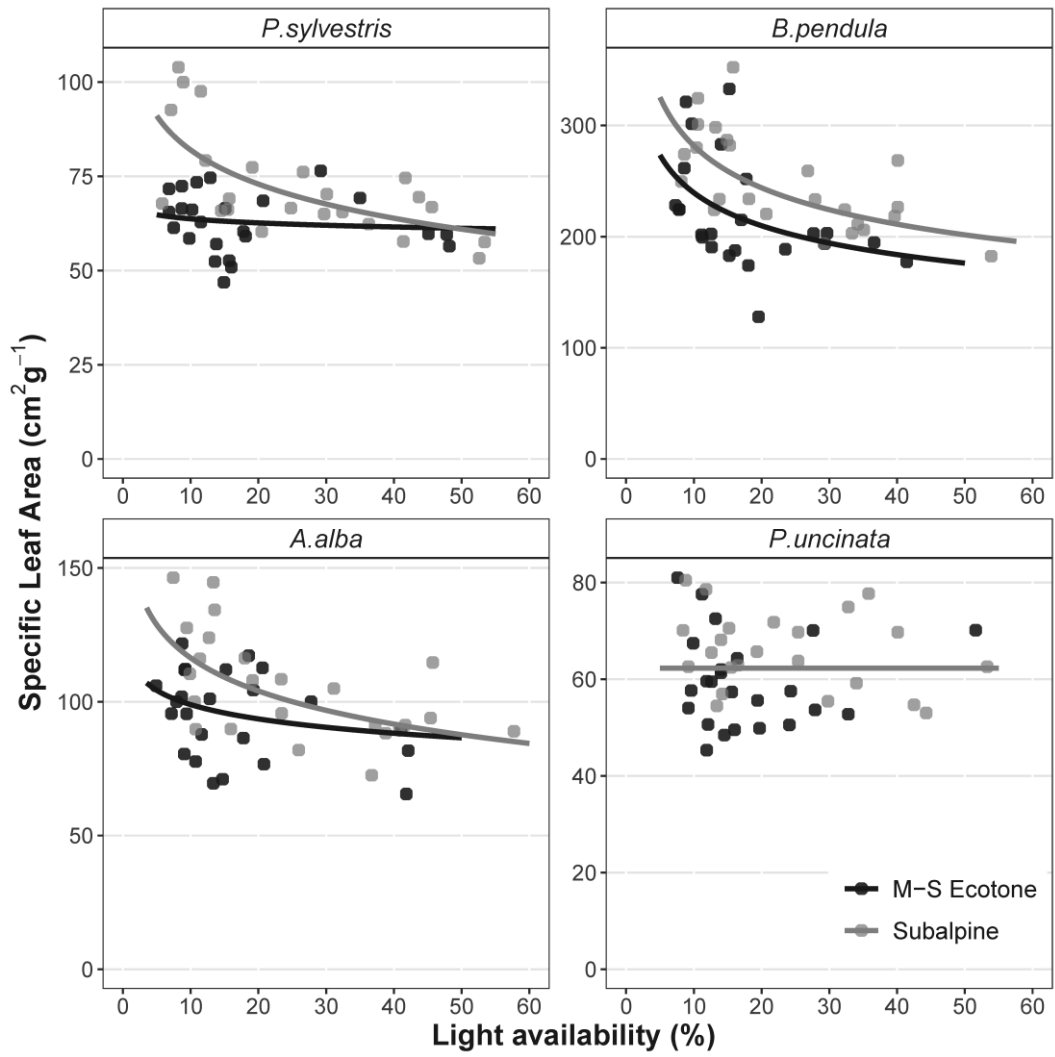 P.sylvestris
B.pendula
100
75
50
25
0
300
200
100
0
0 10 20 30 40 50 60
0 10 20 30 40 50 60
A.alba
P.uncinata
150
100
50
0
80
60
40
20
0
M−S Ecotone
Subalpine
0 10 20 30 40 50 60
0 10 20 30 40 50 60
Specific Leaf Area (cm²g⁻¹)
Light availability (%)